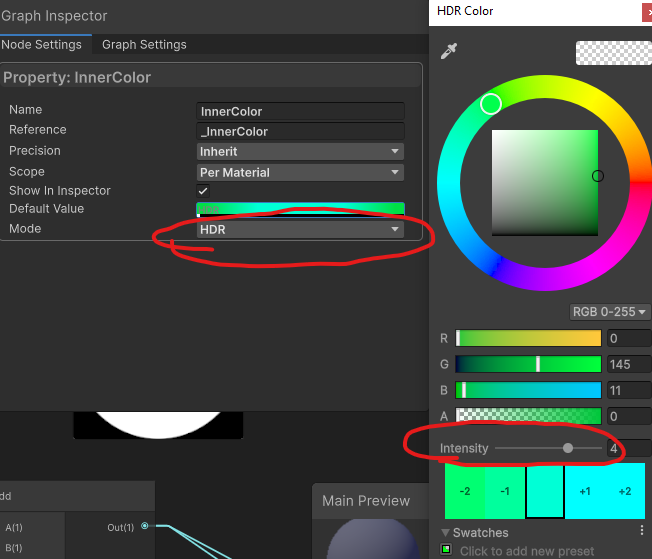 Graph Inspector
Node Settings
Graph Settings
Property: InnerColor
Name
InnerColor
Reference
_InnerColor
Precision
Inherit
Scope
Per Material
Show In Inspector
Default Value
Mode
HDR
dd
A(1)
B(1)
Out(1)
Main Preview
HDR Color
RGB 0-255
R
0
G
145
B
11
A
0
Intensity
4
-2
-1
+1
+2
Swatches
Click to add new preset